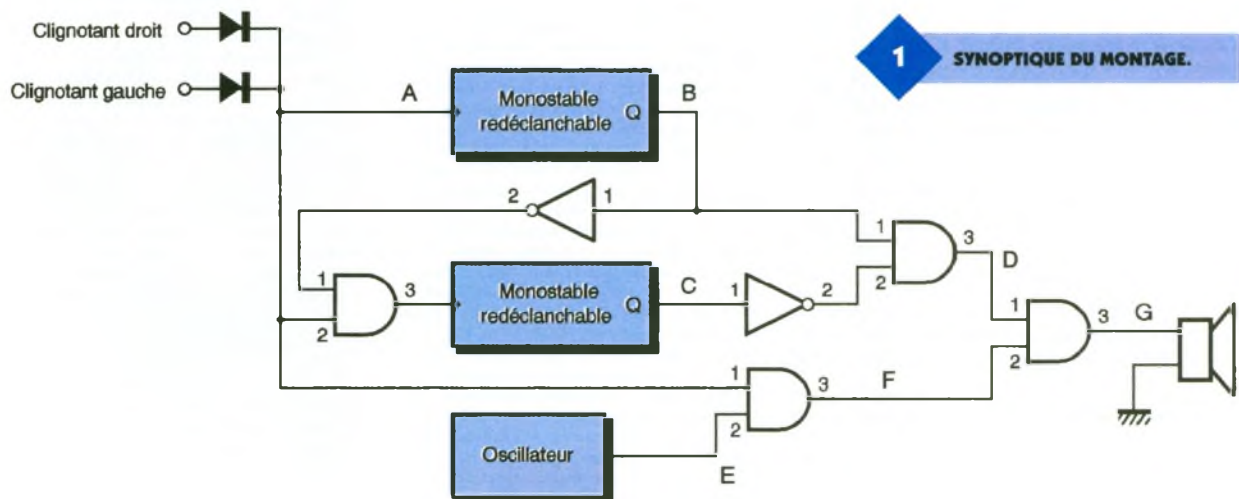 Clignotant droit
Clignotant gauche
1
SYNOPTIQUE DU MONTAGE.
A
Monostable
redéclanchable
Q
B
2
1
1
2
3
D
1
2
3
Monostable
redéclanchable
Q
C
1
2
1
2
3
G
1
2
3
F
Oscillateur
E